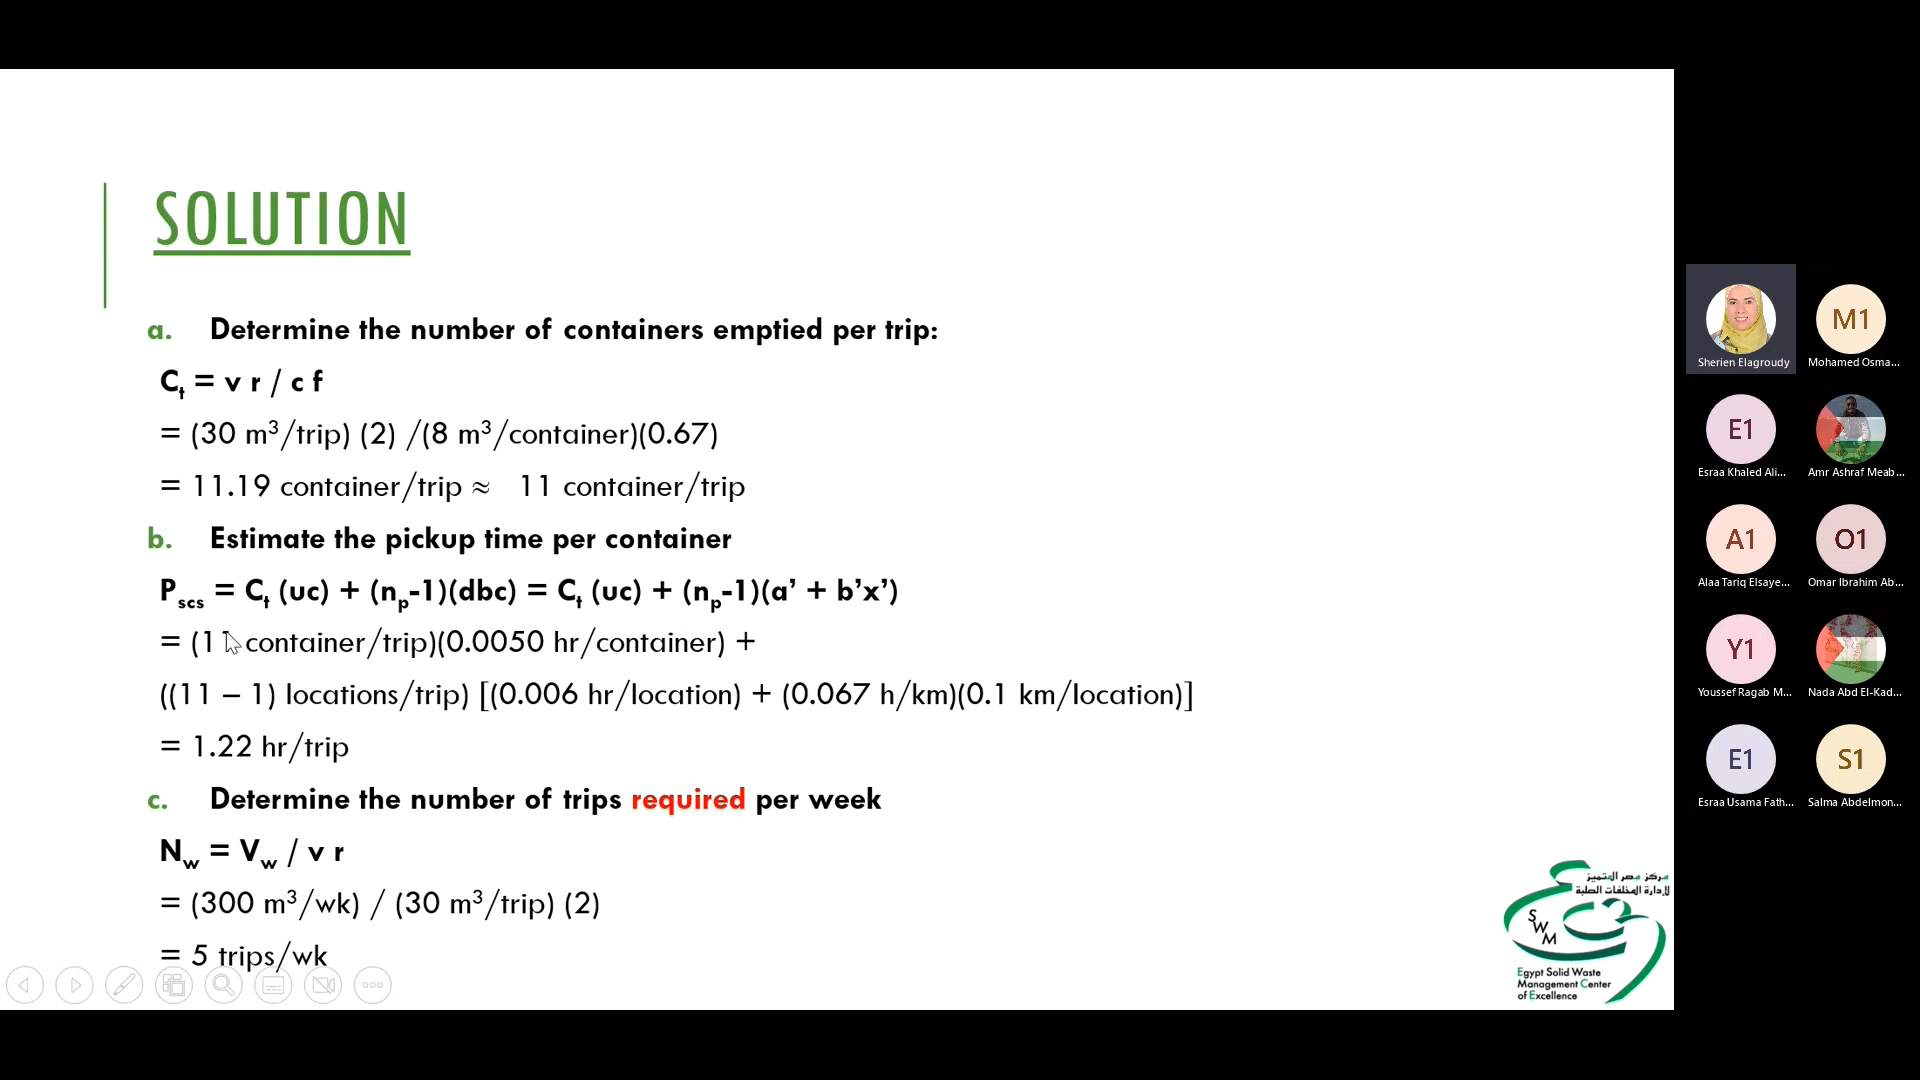 SOLUTION
a. Determine the number of containers emptied per trip:
Cₜ = v r / c f
= (30 m³/trip) (2) /(8 m³/container)(0.67)
= 11.19 container/trip ≈ 11 container/trip
b. Estimate the pickup time per container
Pscs = Cₜ (uc) + (nₚ-1)(dbc) = Cₜ (uc) + (nₚ-1)(a’ + b’x’)
= (11 container/trip)(0.0050 hr/container) +
((11 – 1) locations/trip) [(0.006 hr/location) + (0.067 h/km)(0.1 km/location)]
= 1.22 hr/trip
c. Determine the number of trips required per week
Nw = Vw / v r
= (300 m³/wk) / (30 m³/trip) (2)
= 5 trips/wk
مركز مصر المتميز
لإدارة المخلفات الصلبة
SWM
Egypt Solid Waste
Management Center
of Excellence
Sherien Elagroudy
M1
Mohamed Osma...
E1
Esraa Khaled Ali...
Amr Ashraf Meab...
A1
Alaa Tariq Elsaye...
O1
Omar Ibrahim Ab...
Y1
Youssef Ragab M...
Nada Abd El-Kad...
E1
Esraa Usama Fath...
S1
Salma Abdelmon...